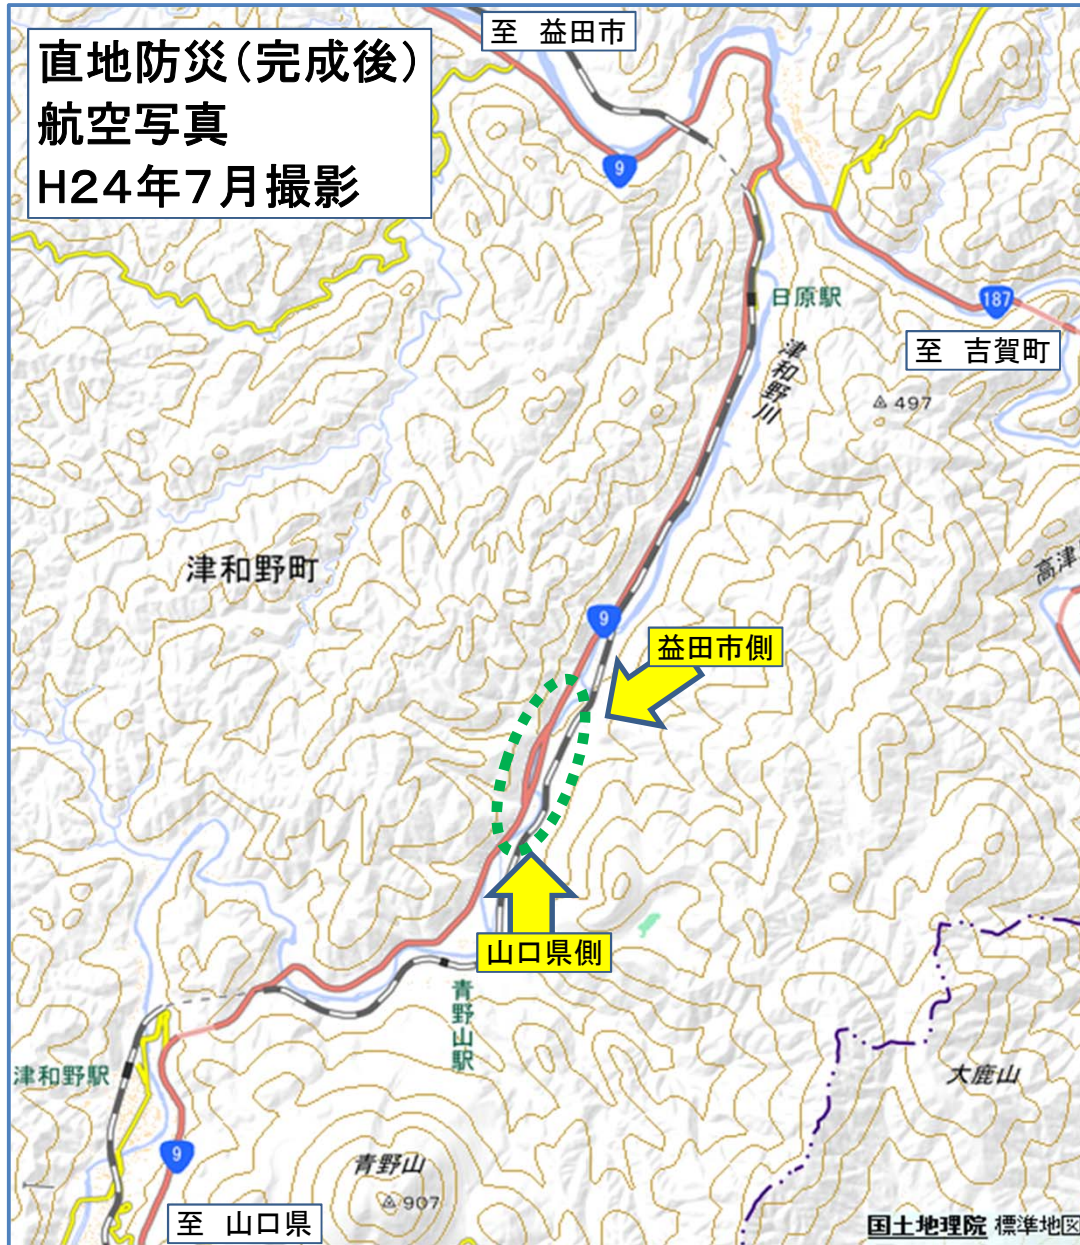 直地防災(完成後)
航空写真
H24年7月撮影
至 益田市
9
日原駅
187
至 吉賀町
津和野川
497
津和野町
高津
9
益田市側
山口県側
青野山駅
津和野駅
大鹿山
9
青野山
907
至 山口県
国土地理院 標準地図